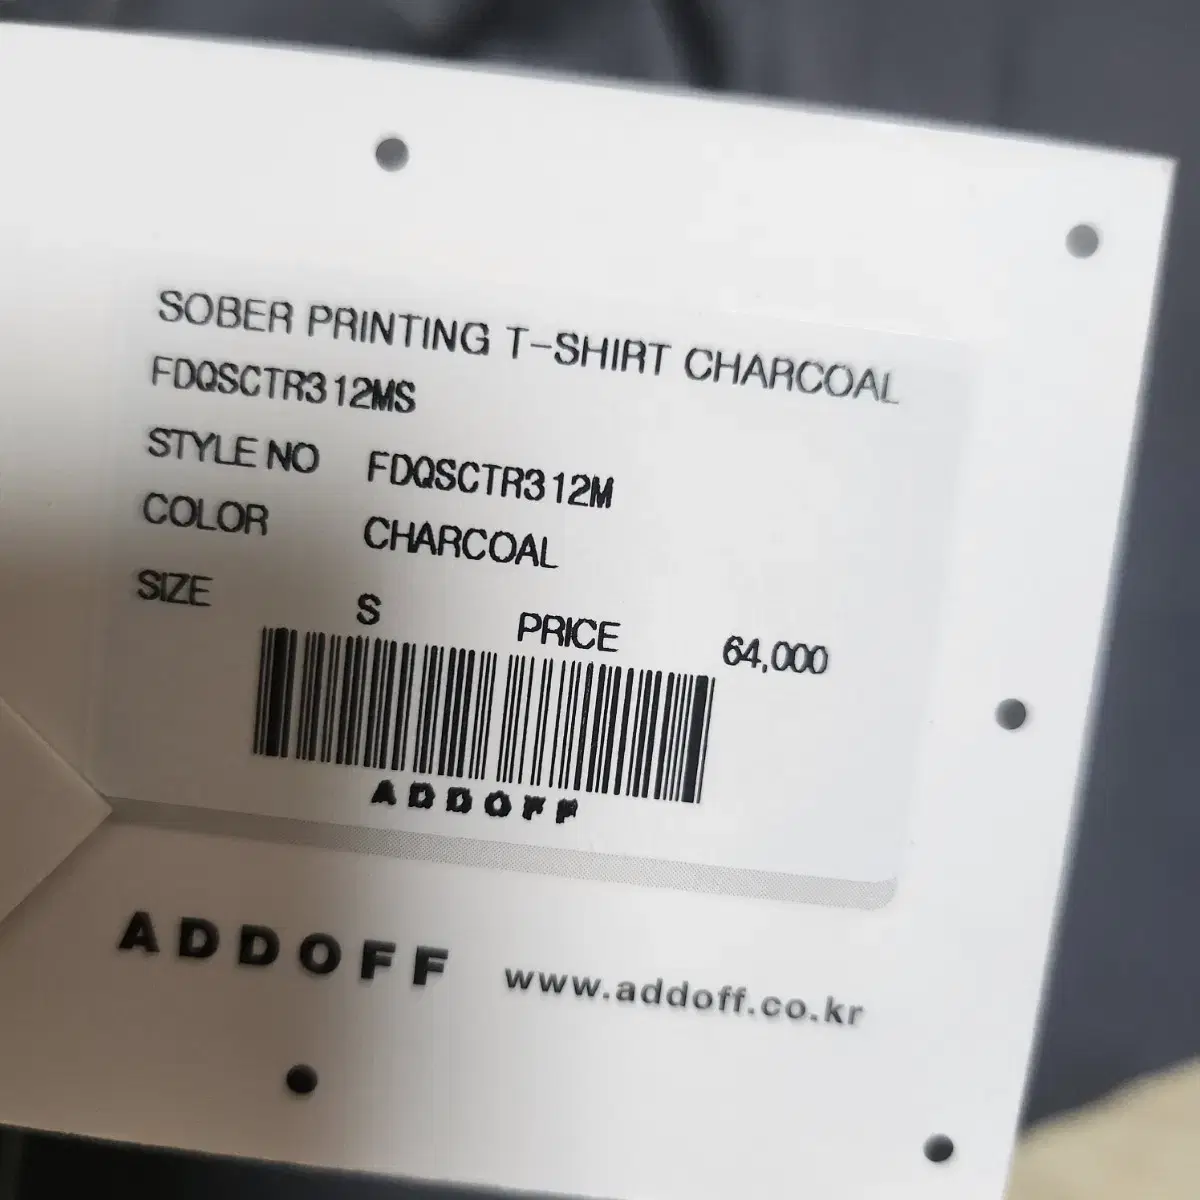 SOBER PRINTING T-SHIRT CHARCOAL
FDQSCTR312MS
STYLE NO FDQSCTR312M
COLOR CHARCOAL
SIZE S PRICE 64,000
ADDOFF
ADDOFF www.addoff.co.kr